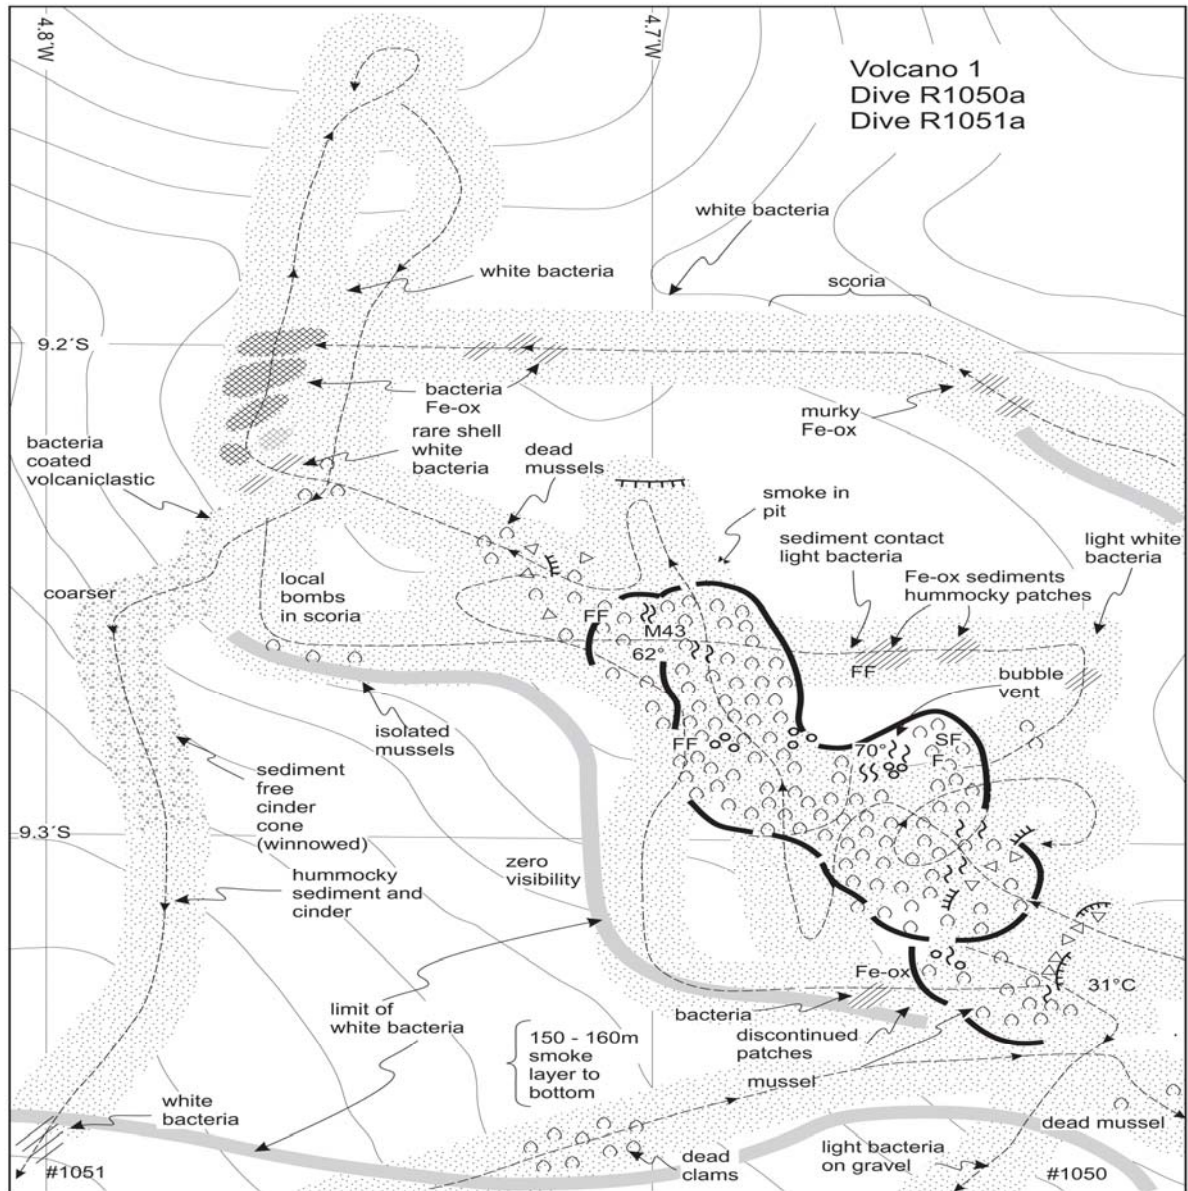 4.8'W
4.7'W
Volcano 1
Dive R1050a
Dive R1051a
white bacteria
white bacteria
scoria
9.2´S
bacteria
Fe-ox
murky
Fe-ox
rare shell
white
bacteria
bacteria
coated
volcaniclastic
dead
mussels
smoke in
pit
sediment contact
light bacteria
light white
bacteria
Fe-ox sediments
hummocky patches
coarser
local
bombs
in scoria
FF
M43
62°
FF
bubble
vent
isolated
mussels
FF
70°
SF
F
sediment
free
cinder
cone
(winnowed)
9.3´S
zero
visibility
hummocky
sediment and
cinder
Fe-ox
31°C
limit of
white bacteria
bacteria
discontinued
patches
150 - 160m
smoke
layer to
bottom
mussel
white
bacteria
dead mussel
#1051
dead
clams
light bacteria
on gravel
#1050